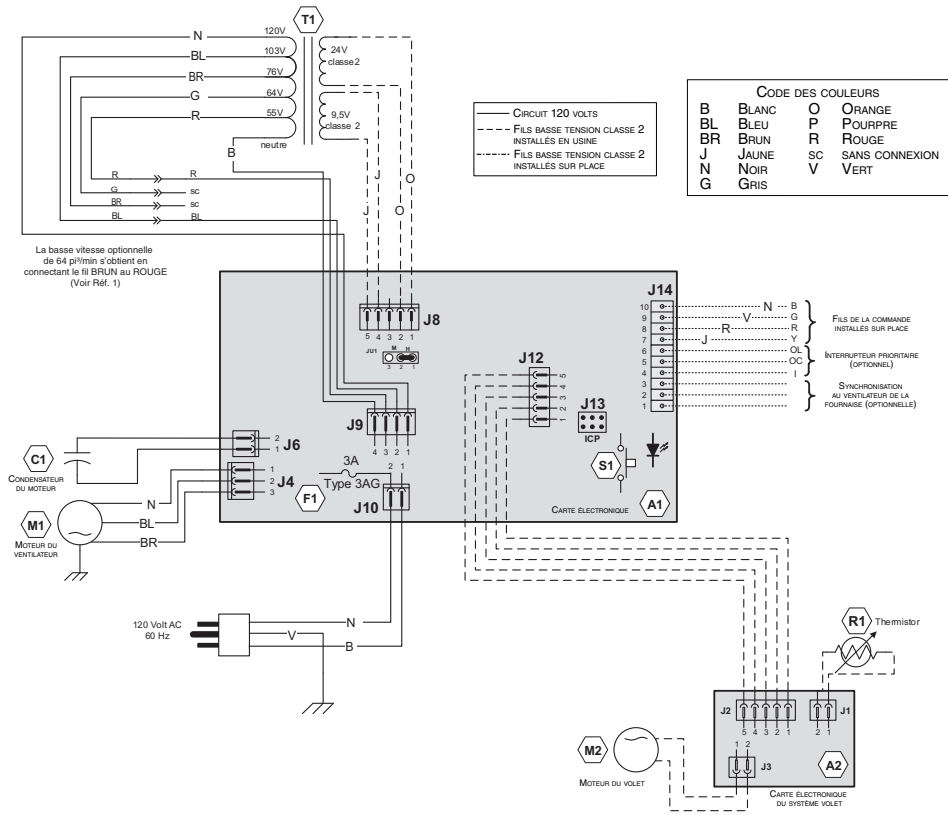 T1
N
120V
BL
103V
BR
76V
G
64V
R
55V
neutre
B
24V
classe 2
9,5V
classe 2
CIRCUIT 120 VOLTS
FILS BASSE TENSION CLASSE 2
INSTALLÉS EN USINE
FILS BASSE TENSION CLASSE 2
INSTALLÉS SUR PLACE
CODE DES COULEURS
B BLANC O ORANGE
BL BLEU P POURPRE
BR BRUN R ROUGE
J JAUNE SC SANS CONNEXION
N NOIR V VERT
G GRIS
R R
G SC
BR SC
BL BL
J O
J O
La basse vitesse optionnelle
de 64 pi³/min s'obtient en
connectant le fil BRUN au ROUGE
(Voir Réf. 1)
J8
5 4 3 2 1
JU1 M H
3 2 1
J9
4 3 2 1
J12
5
4
3
2
1
J13
ICP
S1
A1
CARTE ÉLECTRONIQUE
J14
10 N B
9 V G
8 R R
7 J Y
6 OL
5 OC
4 I
3
2
1
FILS DE LA COMMANDE
INSTALLÉS SUR PLACE
INTERRUPTEUR PRIORITAIRE
(OPTIONNEL)
SYNCHRONISATION
AU VENTILATEUR DE LA
FOURNAISE (OPTIONNELLE)
C1
CONDENSATEUR
DU MOTEUR
2
1
J6
1
2
3
J4
M1
MOTEUR DU
VENTILATEUR
N
BL
BR
3A
Type 3AG
F1
2 1
J10
120 Volt AC
60 Hz
N
V
B
R1
Thermistor
J2
5 4 3 2 1
J1
2 1
1 2
J3
A2
M2
MOTEUR DU VOLET
CARTE ÉLECTRONIQUE
DU SYSTÈME VOLET